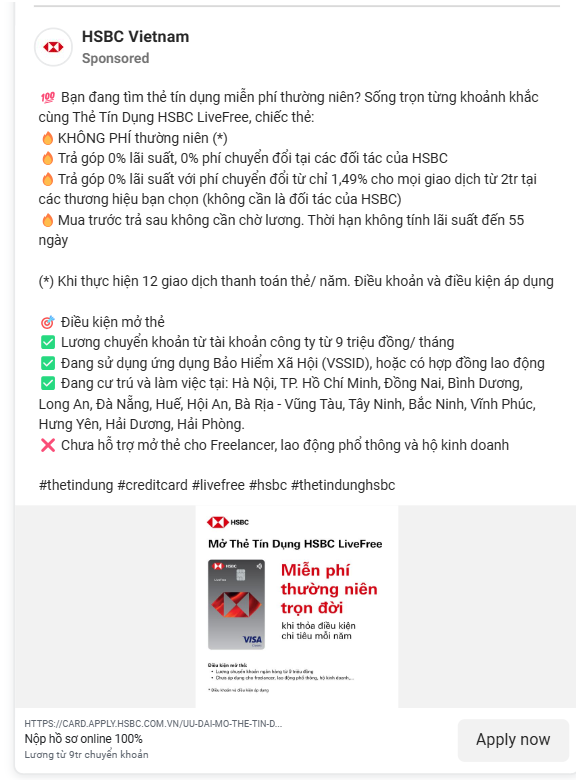 HSBC Vietnam
Sponsored
💯 Bạn đang tìm thẻ tín dụng miễn phí thường niên? Sống trọn từng khoảnh khắc
cùng Thẻ Tín Dụng HSBC LiveFree, chiếc thẻ:
🔥 KHÔNG PHÍ thường niên (*)
🔥 Trả góp 0% lãi suất, 0% phí chuyển đổi tại các đối tác của HSBC
🔥 Trả góp 0% lãi suất với phí chuyển đổi từ chỉ 1,49% cho mọi giao dịch từ 2tr tại
các thương hiệu bạn chọn (không cần là đối tác của HSBC)
🔥 Mua trước trả sau không cần chờ lương. Thời hạn không tính lãi suất đến 55
ngày
(*) Khi thực hiện 12 giao dịch thanh toán thẻ/ năm. Điều khoản và điều kiện áp dụng
🎯 Điều kiện mở thẻ
✅ Lương chuyển khoản từ tài khoản công ty từ 9 triệu đồng/ tháng
✅ Đang sử dụng ứng dụng Bảo Hiểm Xã Hội (VSSID), hoặc có hợp đồng lao động
✅ Đang cư trú và làm việc tại: Hà Nội, TP. Hồ Chí Minh, Đồng Nai, Bình Dương,
Long An, Đà Nẵng, Huế, Hội An, Bà Rịa - Vũng Tàu, Tây Ninh, Bắc Ninh, Vĩnh Phúc,
Hưng Yên, Hải Dương, Hải Phòng.
❌ Chưa hỗ trợ mở thẻ cho Freelancer, lao động phổ thông và hộ kinh doanh
#thetindung #creditcard #livefree #hsbc #thetindunghsbc
HSBC
Mở Thẻ Tín Dụng HSBC LiveFree
HSBC
LiveFree
VISA
Miễn phí
thường niên
trọn đời
khi thỏa điều kiện
chi tiêu mỗi năm
Điều kiện mở thẻ:
• Lương chuyển khoản ngân hàng từ 9 triệu đồng
• Chưa áp dụng cho freelancer, lao động phổ thông, hộ kinh doanh,...
* Điều khoản và điều kiện áp dụng
HTTPS://CARD.APPLY.HSBC.COM.VN/UU-DAI-MO-THE-TIN-D...
Nộp hồ sơ online 100%
Lương từ 9tr chuyển khoản
Apply now